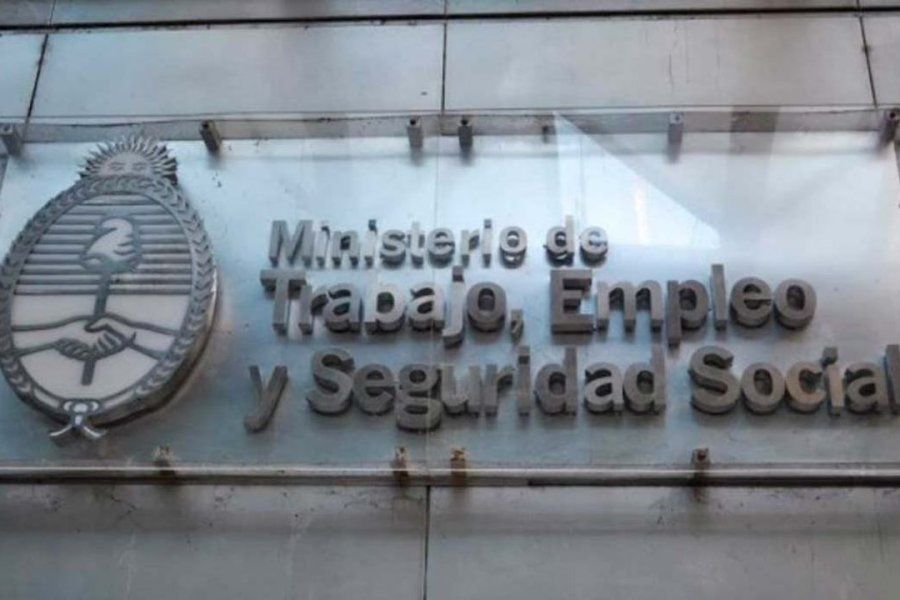 Ministerio de
Trabajo, Empleo
y Seguridad Social